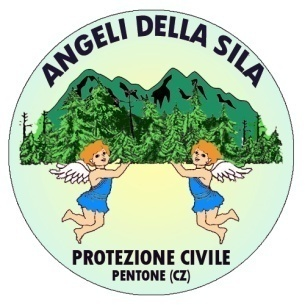 ANGELI DELLA SILA
PROTEZIONE CIVILE
PENTONE (CZ)